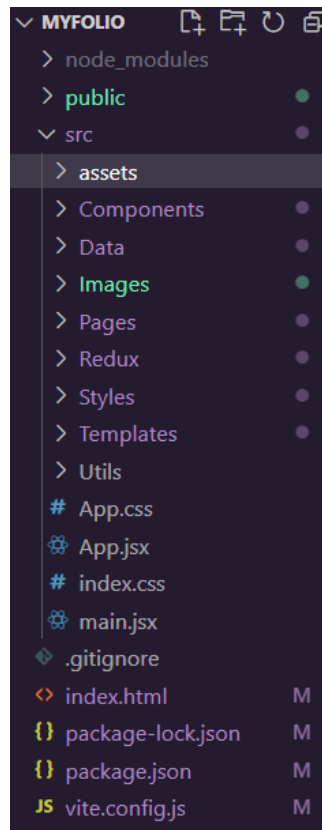 MYFOLIO
node_modules
public
src
assets
Components
Data
Images
Pages
Redux
Styles
Templates
Utils
# App.css
App.jsx
# index.css
main.jsx
.gitignore
<> index.html M
{} package-lock.json M
{} package.json M
JS vite.config.js M